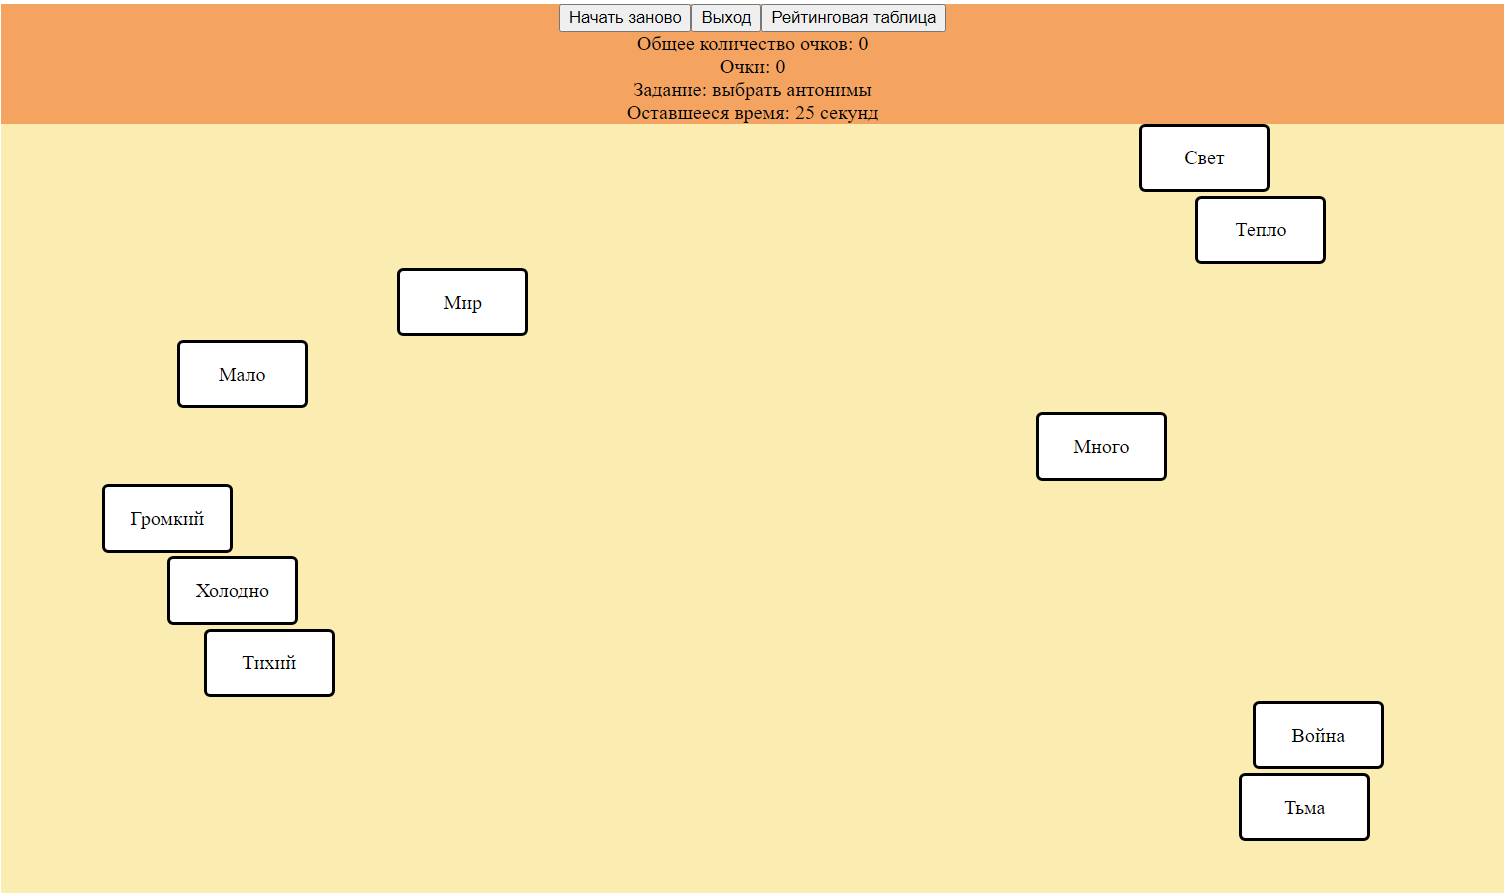 Начать заново Выход Рейтинговая таблица
Общее количество очков: 0
Очки: 0
Задание: выбрать антонимы
Оставшееся время: 25 секунд
Свет
Тепло
Мир
Мало
Много
Громкий
Холодно
Тихий
Война
Тьма